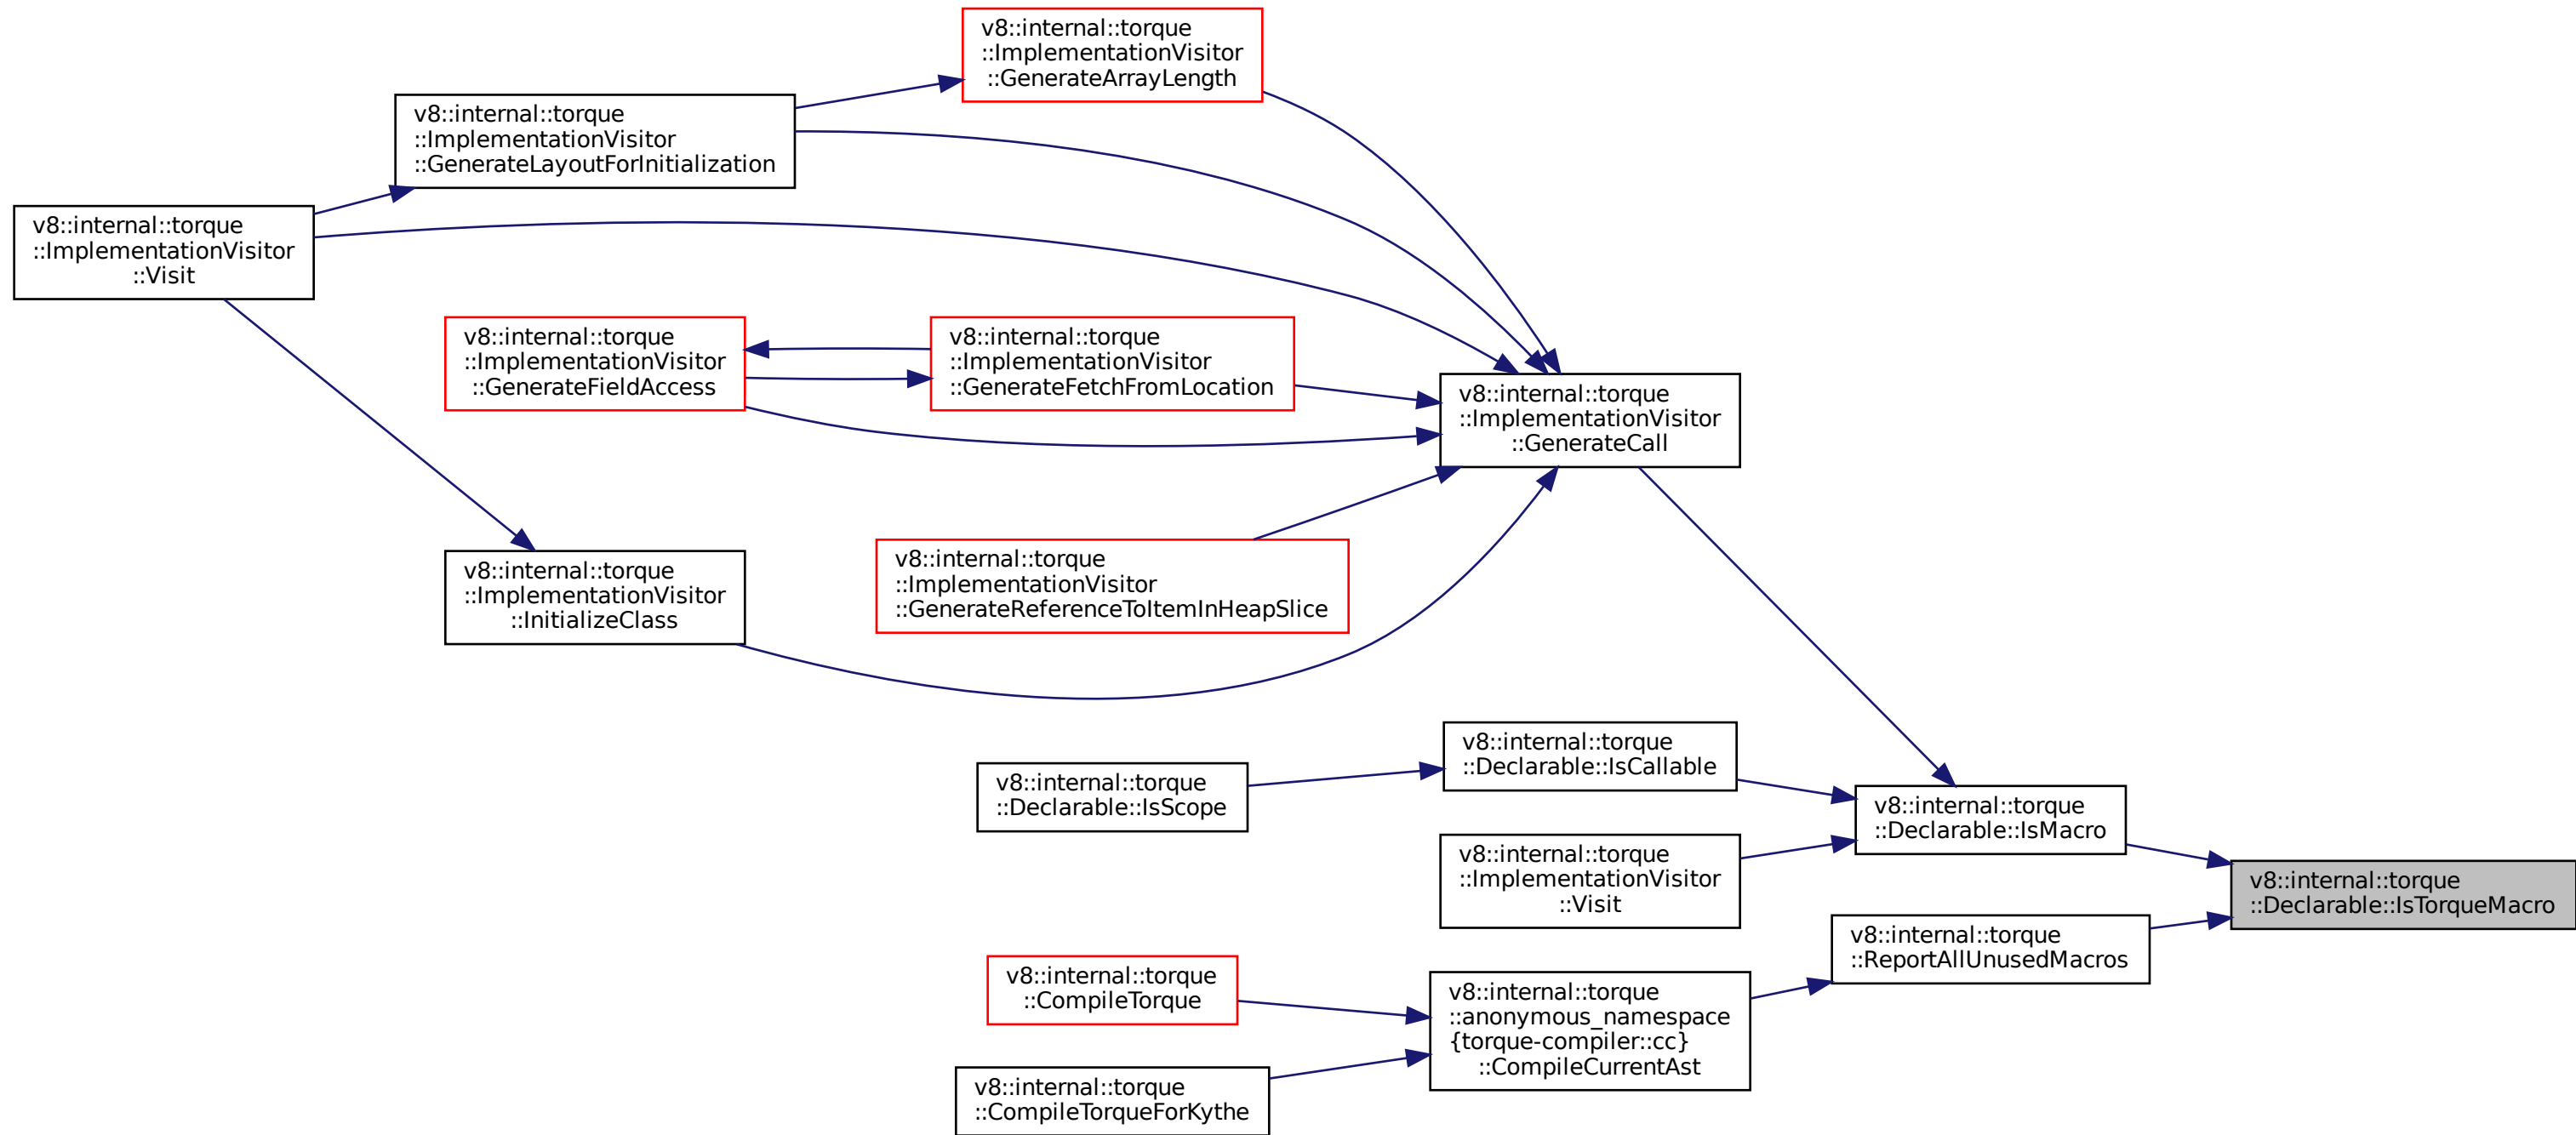 v8::internal::torque
::ImplementationVisitor
::GenerateArrayLength
v8::internal::torque
::ImplementationVisitor
::GenerateLayoutForInitialization
v8::internal::torque
::ImplementationVisitor
::Visit
v8::internal::torque
::ImplementationVisitor
::GenerateFieldAccess
v8::internal::torque
::ImplementationVisitor
::GenerateFetchFromLocation
v8::internal::torque
::ImplementationVisitor
::GenerateCall
v8::internal::torque
::ImplementationVisitor
::InitializeClass
v8::internal::torque
::ImplementationVisitor
::GenerateReferenceToItemInHeapSlice
v8::internal::torque
::Declarable::IsCallable
v8::internal::torque
::Declarable::IsScope
v8::internal::torque
::Declarable::IsMacro
v8::internal::torque
::ImplementationVisitor
::Visit
v8::internal::torque
::Declarable::IsTorqueMacro
v8::internal::torque
::ReportAllUnusedMacros
v8::internal::torque
::CompileTorque
v8::internal::torque
::anonymous_namespace
{torque-compiler::cc}
::CompileCurrentAst
v8::internal::torque
::CompileTorqueForKythe